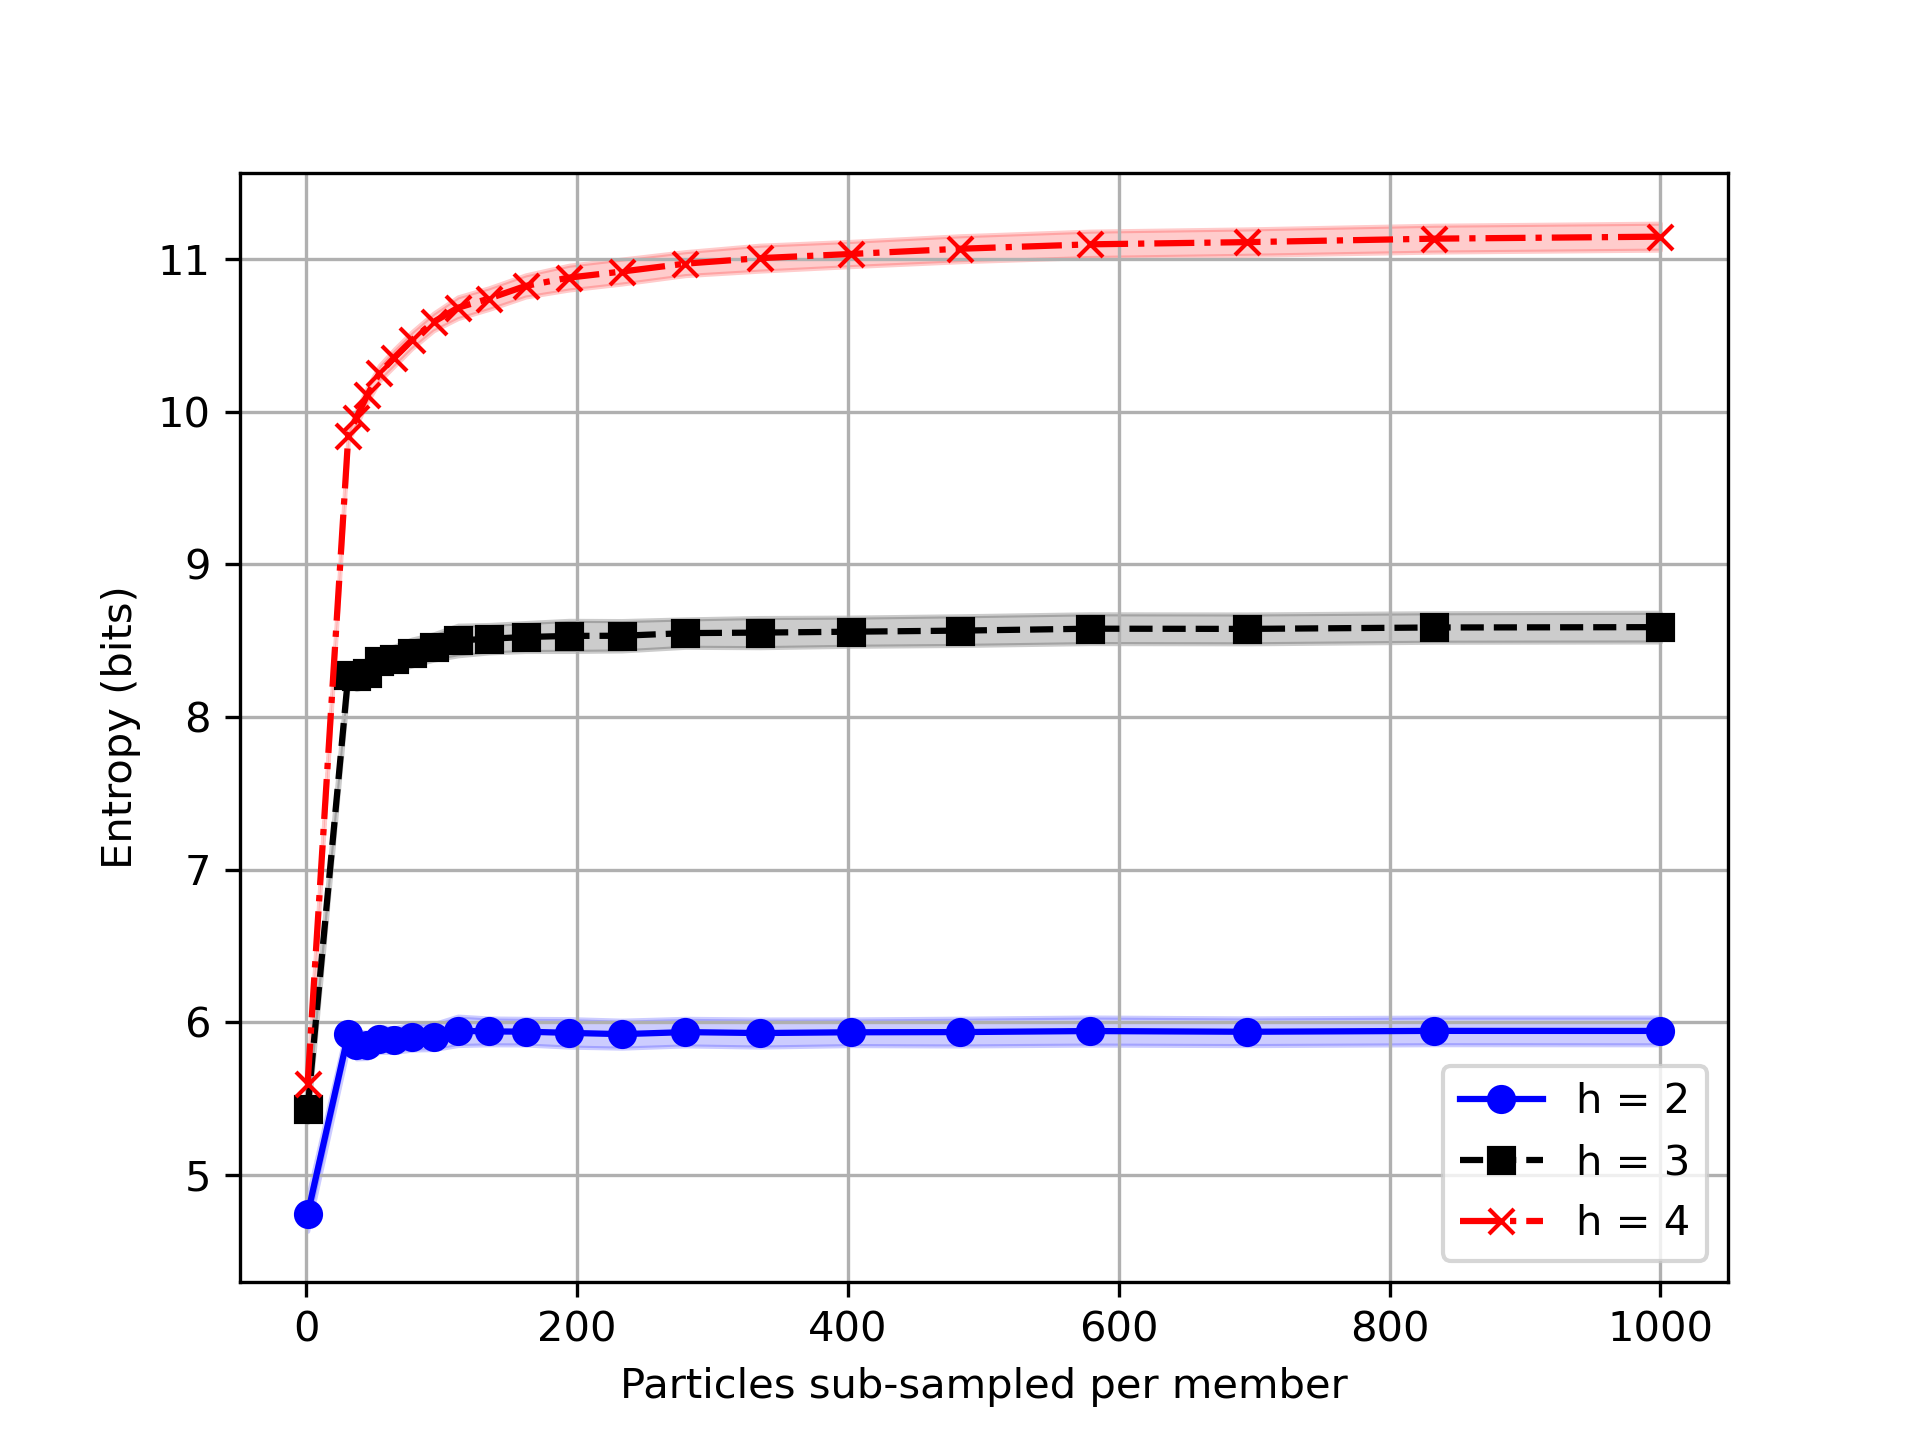 11
10
9
8
7
6
5
Entropy (bits)
0 200 400 600 800 1000
Particles sub-sampled per member
h = 2
h = 3
h = 4